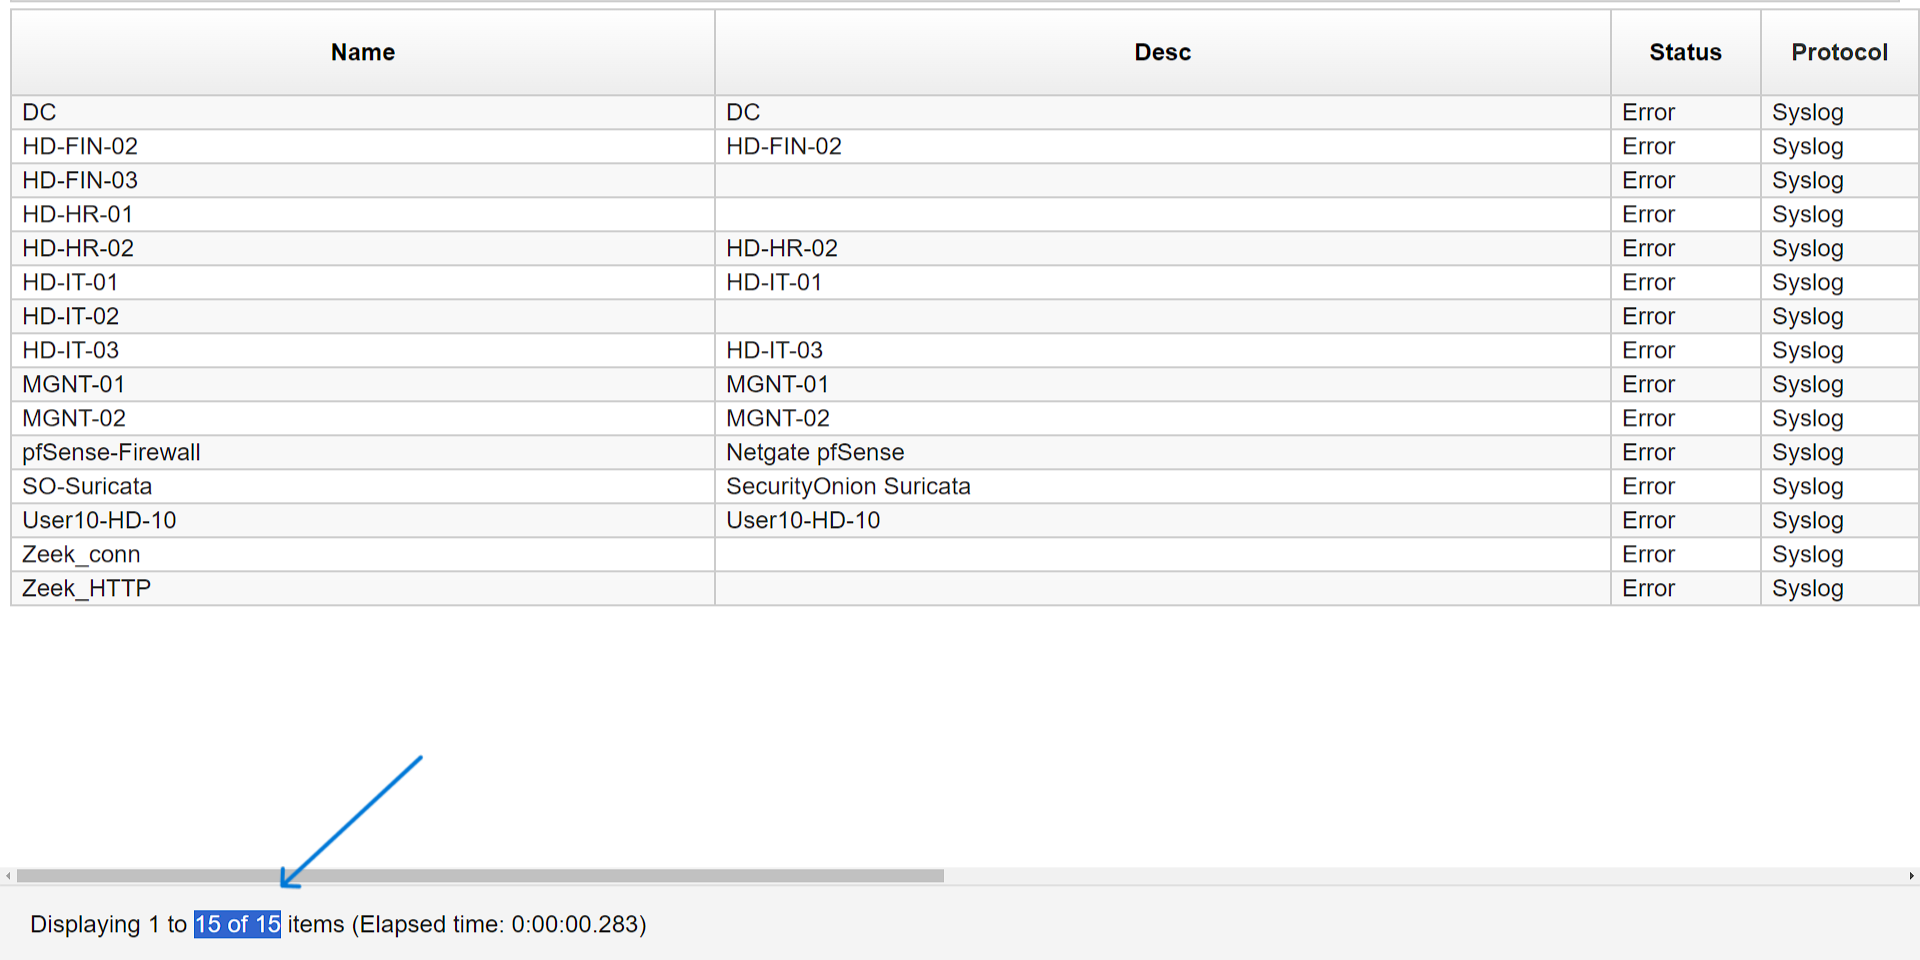 Name Desc Status Protocol
DC DC Error Syslog
HD-FIN-02 HD-FIN-02 Error Syslog
HD-FIN-03 Error Syslog
HD-HR-01 Error Syslog
HD-HR-02 HD-HR-02 Error Syslog
HD-IT-01 HD-IT-01 Error Syslog
HD-IT-02 Error Syslog
HD-IT-03 HD-IT-03 Error Syslog
MGNT-01 MGNT-01 Error Syslog
MGNT-02 MGNT-02 Error Syslog
pfSense-Firewall Netgate pfSense Error Syslog
SO-Suricata SecurityOnion Suricata Error Syslog
User10-HD-10 User10-HD-10 Error Syslog
Zeek_conn Error Syslog
Zeek_HTTP Error Syslog
Displaying 1 to 15 of 15 items (Elapsed time: 0:00:00.283)